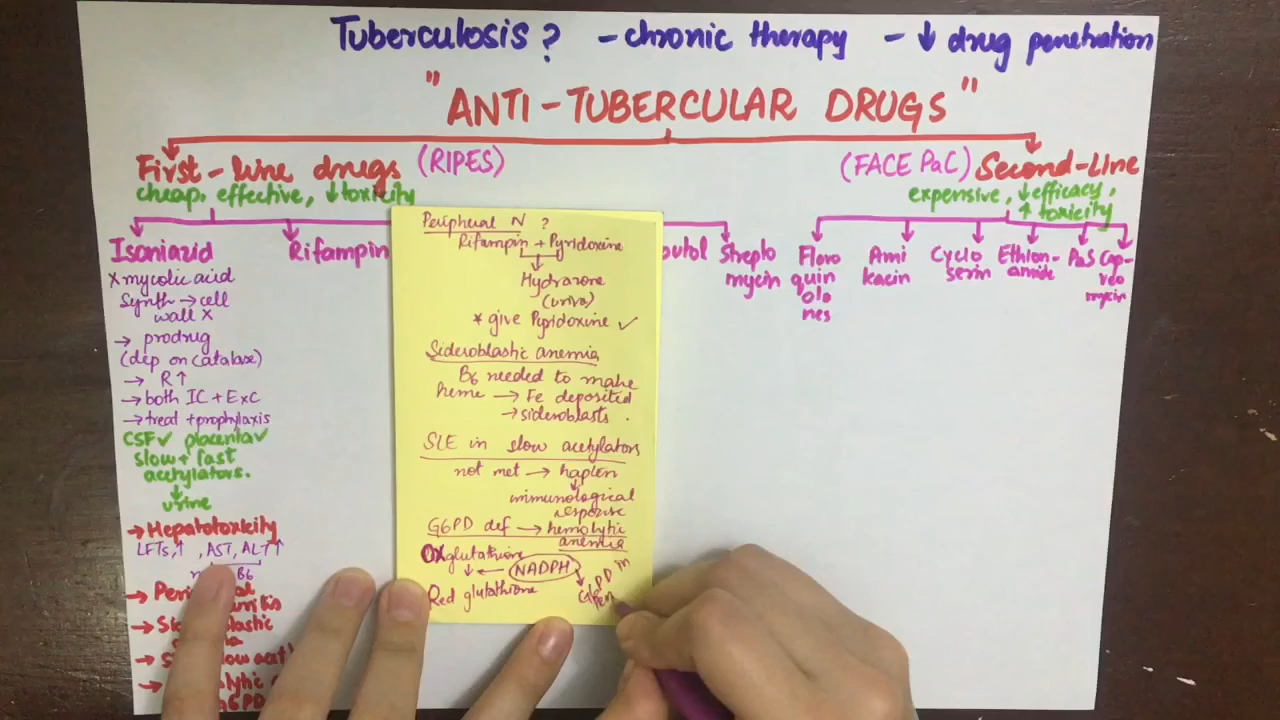 Tuberculosis? - chronic therapy - ↓ drug penetration
"ANTI-TUBERCULAR DRUGS"
First-line drugs (RIPES)
cheap, effective, ↓toxicity
(FACE PaC) Second-Line
expensive, ↓efficacy,
↑ toxicity
Isoniazid
x mycolic acid
synth → cell
wall x
→ prodrug
(dep on catalase)
→ R↑
→ both IC + ExC
→ treat + prophylaxis
CSF✓ placenta✓
slow + fast
acetylators.
↓
urine
→ Hepatotoxicity
LFTs,↑, AST, ALT↑
B6
Rifampin
Peripheral N ?
Rifampin + Pyridoxine
↓
Hydrazone
(urine)
* give Pyridoxine ✓
Sideroblastic anemia
B6 needed to make
heme → Fe deposited
→ sideroblasts.
SLE in slow acetylators
not met → hapten
↓
immunological
response
G6PD def → hemolytic
anemia
OX glutathione
↓ ← NADPH
Red glutathione
G6PD
Strepto
mycin
Floro
quin
olo
nes
Ami
kacin
Cyclo
serin
Ethion-
amide
PaS
Cap-
reo
mycin